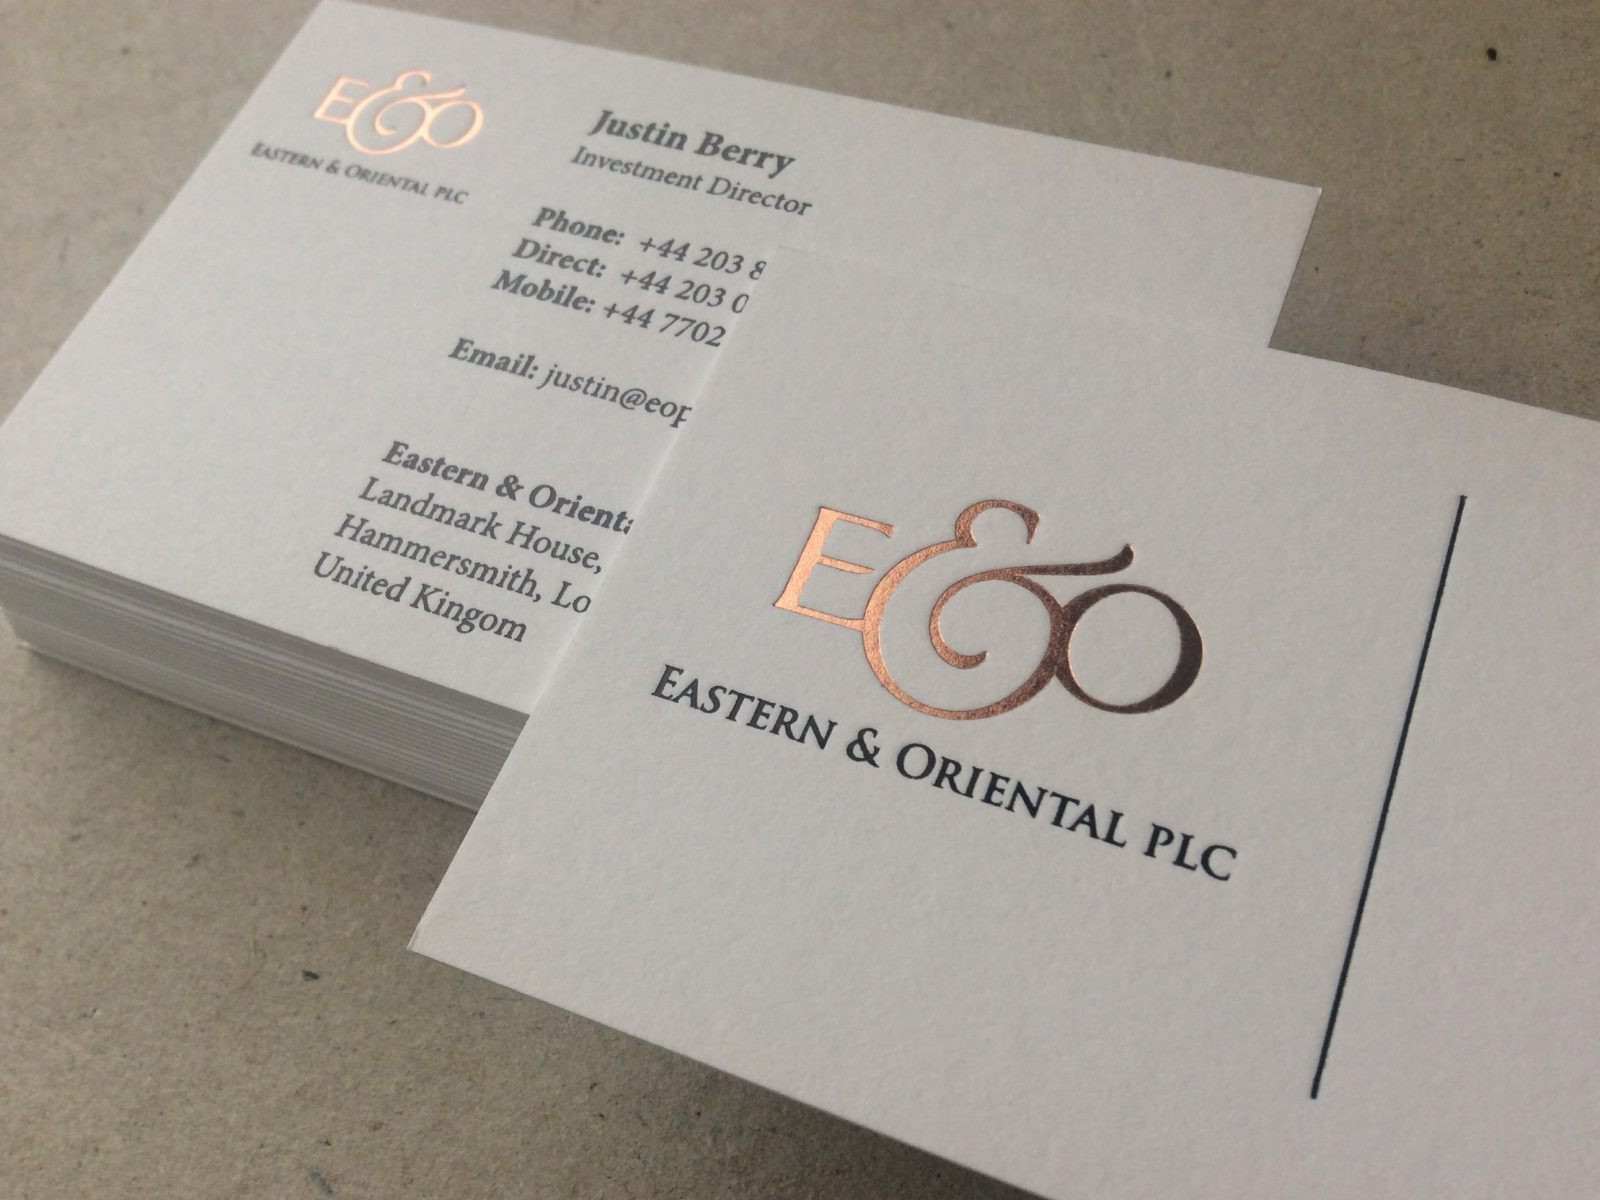 E&O
EASTERN & ORIENTAL PLC
Justin Berry
Investment Director
Phone: +44 203 8
Direct: +44 203 0
Mobile: +44 7702
Email: justin@eop
Eastern & Orienta
Landmark House,
Hammersmith, Lo
United Kingom
E&O
EASTERN & ORIENTAL PLC